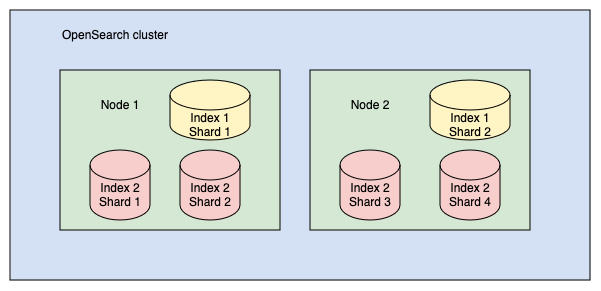 OpenSearch cluster
Node 1
Index 1
Shard 1
Index 2
Shard 1
Index 2
Shard 2
Node 2
Index 1
Shard 2
Index 2
Shard 3
Index 2
Shard 4